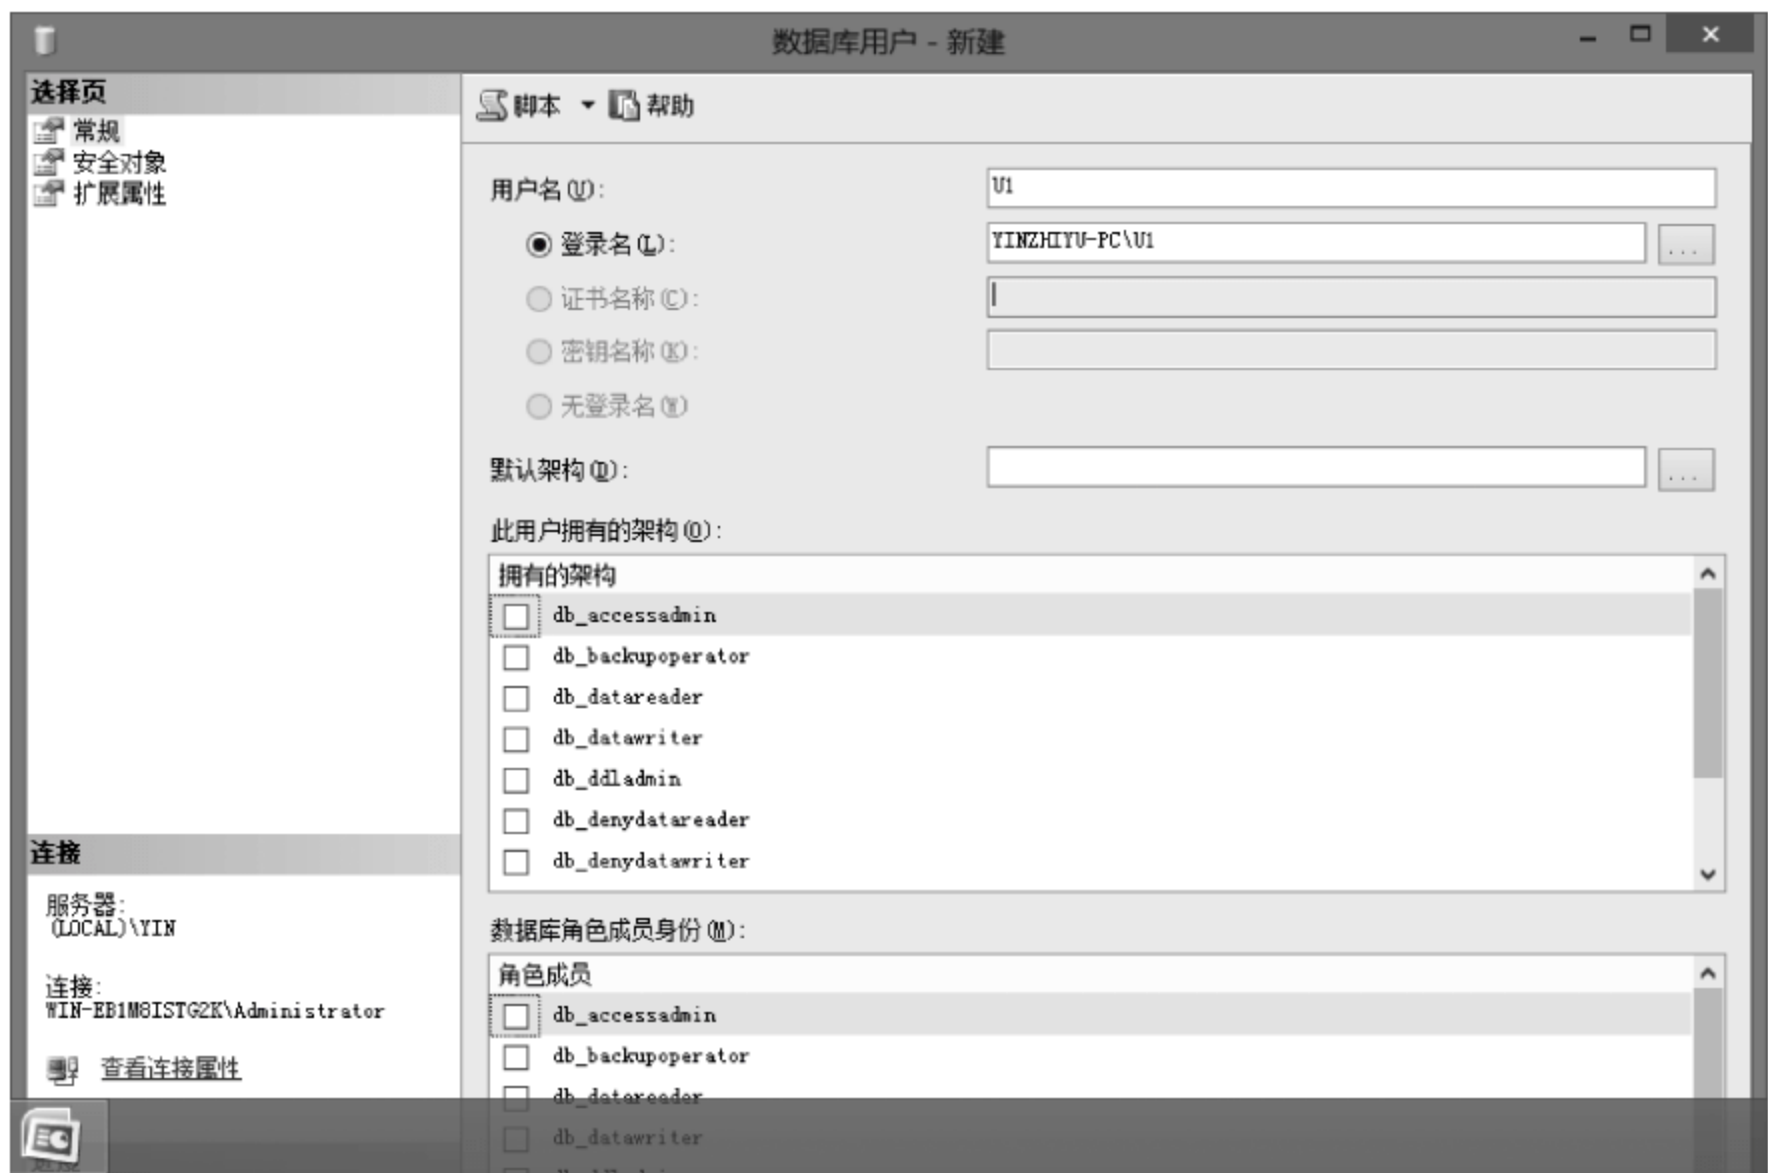 数据库用户 - 新建
选择页
常规
安全对象
扩展属性
脚本 帮助
用户名(U): U1
登录名(L): YINZHIYU-PC\U1 ...
证书名称(C):
密钥名称(K):
无登录名(W)
默认架构(D): ...
此用户拥有的架构(O):
拥有的架构
db_accessadmin
db_backupoperator
db_datareader
db_datawriter
db_ddladmin
db_denydatareader
db_denydatawriter
连接
服务器:
(LOCAL)\YIN
连接:
WIN-EB1M8ISTG2K\Administrator
查看连接属性
数据库角色成员身份(M):
角色成员
db_accessadmin
db_backupoperator
db_datareader
db_datawriter